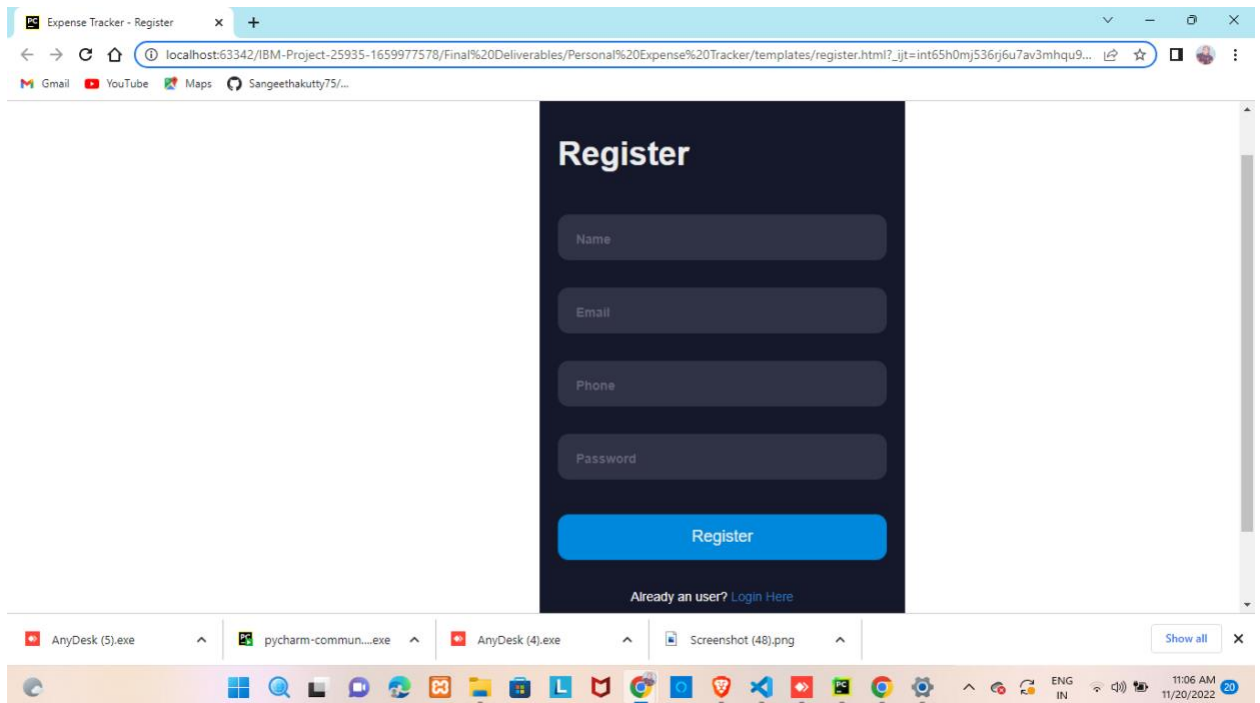 Expense Tracker - Register
localhost:63342/IBM-Project-25935-1659977578/Final%20Deliverables/Personal%20Expense%20Tracker/templates/register.html?_ijt=int65h0mj536rj6u7av3mhqu9...
Gmail YouTube Maps Sangeethakutty75/...
Register
Name
Email
Phone
Password
Register
Already an user? Login Here
AnyDesk (5).exe pycharm-commun....exe AnyDesk (4).exe Screenshot (48).png Show all
ENG 11:06 AM
IN 11/20/2022 20